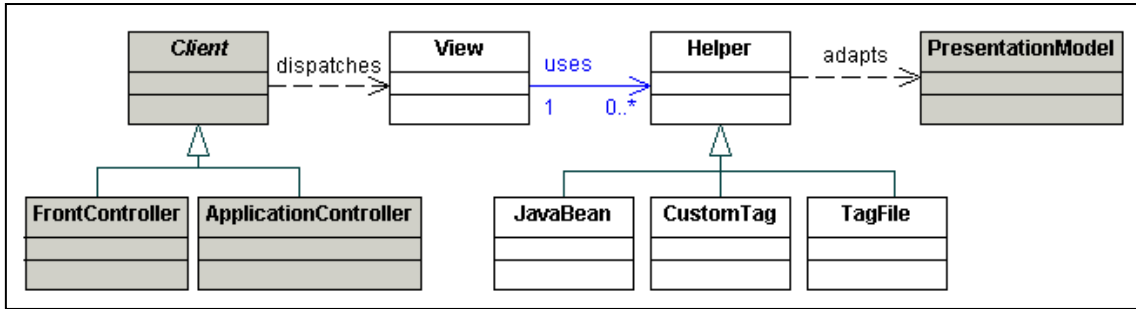 Client
dispatches
View
uses
1
0..*
Helper
adapts
PresentationModel
FrontController
ApplicationController
JavaBean
CustomTag
TagFile